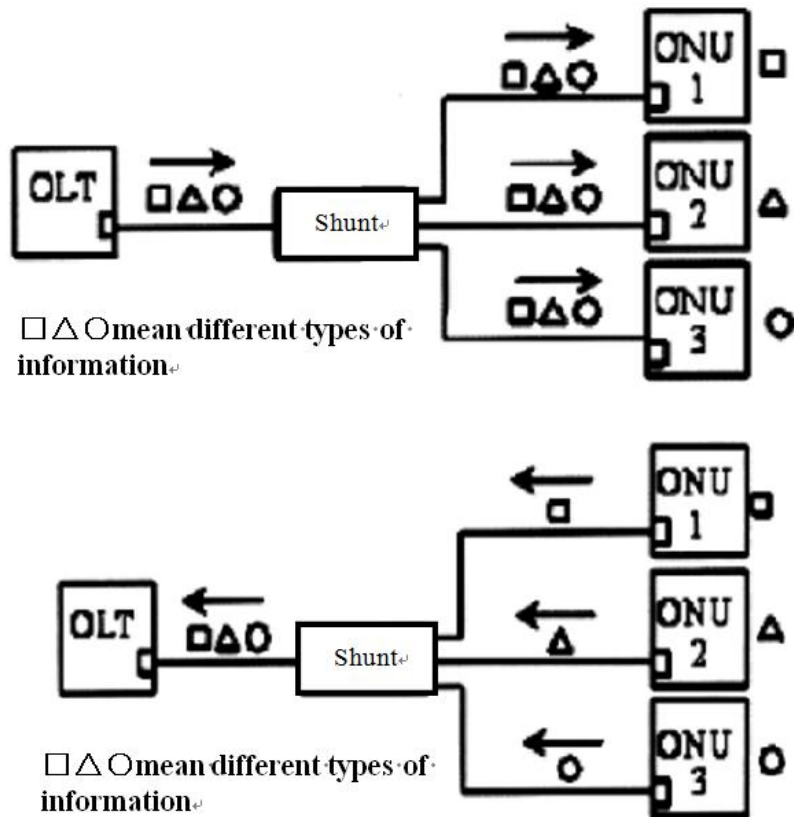 ONU
1
OLT
Shunt
ONU
2
□△○mean different types of
information
ONU
3
ONU
1
OLT
Shunt
ONU
2
□△○mean different types of
information
ONU
3